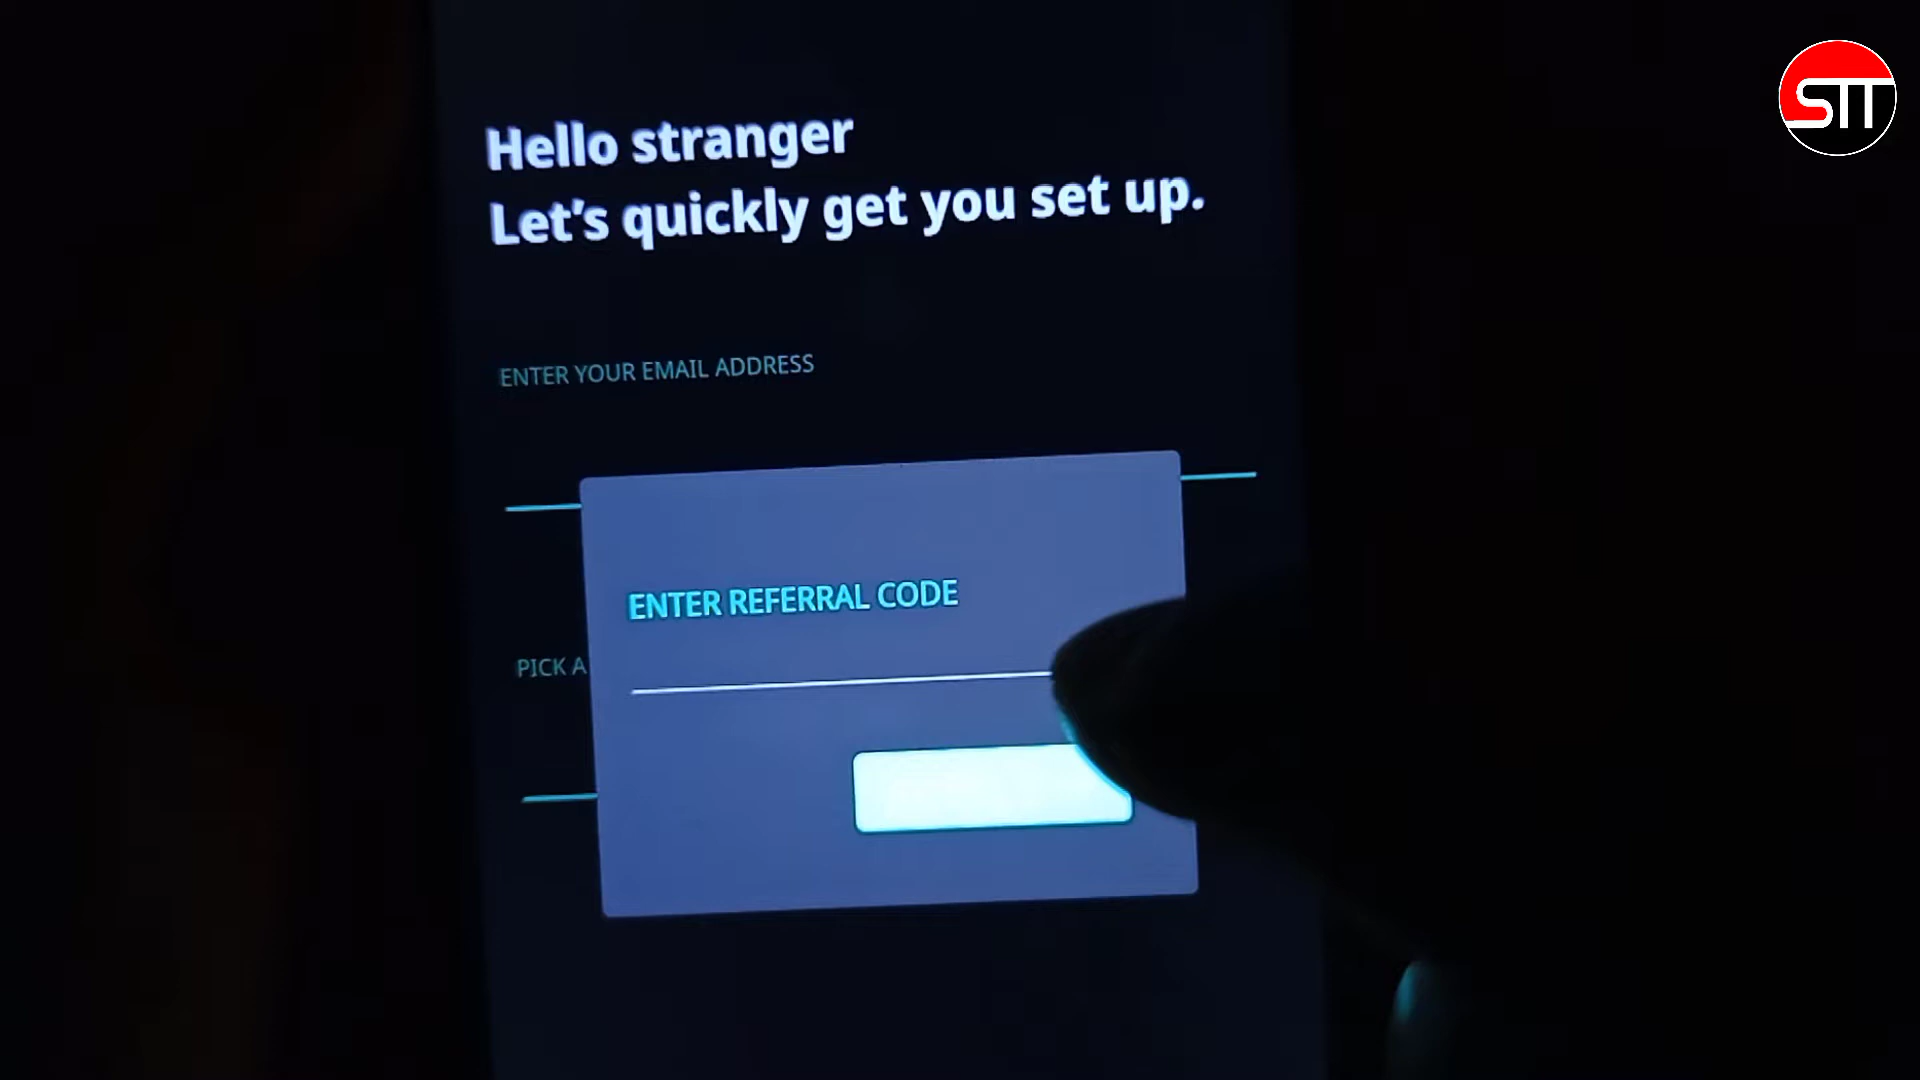 STT
Hello stranger
Let's quickly get you set up.
ENTER YOUR EMAIL ADDRESS
ENTER REFERRAL CODE
PICK A